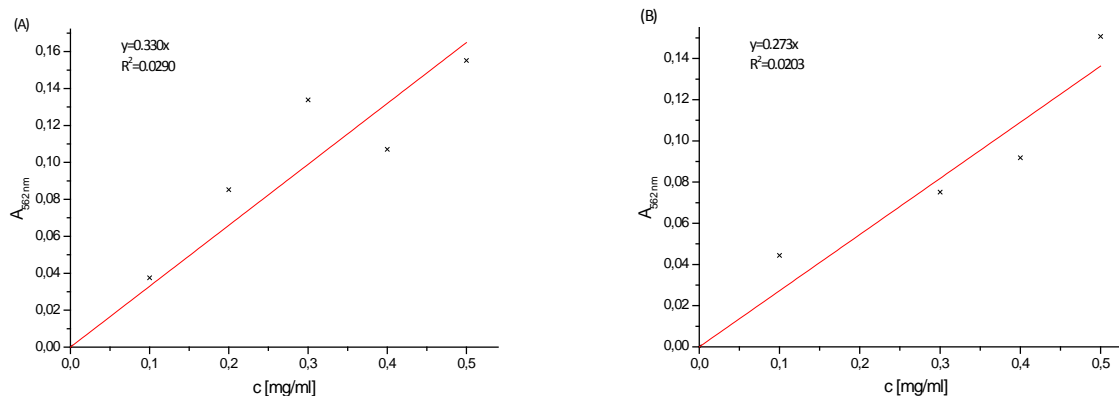 (A)
y=0.330x
R²=0.0290
0,16
0,14
0,12
0,10
0,08
0,06
0,04
0,02
0,00
A562 nm
0,0 0,1 0,2 0,3 0,4 0,5
c [mg/ml]
(B)
y=0.273x
R²=0.0203
0,14
0,12
0,10
0,08
0,06
0,04
0,02
0,00
A562 nm
0,0 0,1 0,2 0,3 0,4 0,5
c [mg/ml]